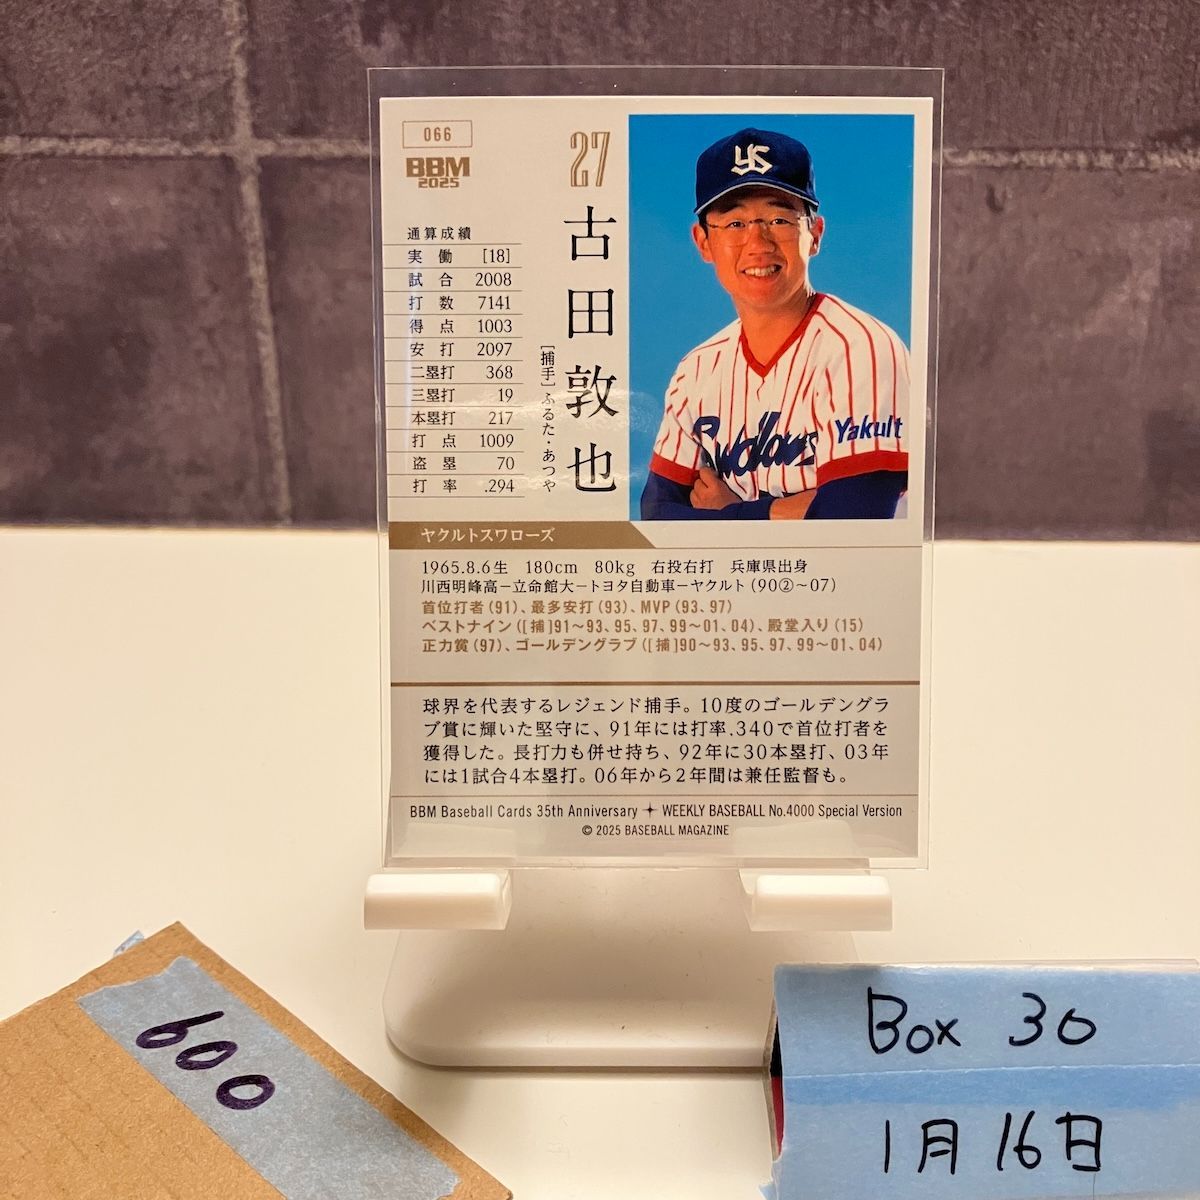 066
BBM
2025
通算成績
実働 [18]
試合 2008
打数 7141
得点 1003
安打 2097
二塁打 368
三塁打 19
本塁打 217
打点 1009
盗塁 70
打率 .294
27
古田敦也
[捕手] ふるた・あつや
YS
Swallows
Yakult
ヤクルトスワローズ
1965.8.6生 180cm 80kg 右投右打 兵庫県出身
川西明峰高－立命館大－トヨタ自動車－ヤクルト(90②～07)
首位打者(91)、最多安打(93)、MVP(93、97)
ベストナイン([捕]91～93、95、97、99～01、04)、殿堂入り(15)
正力賞(97)、ゴールデングラブ([捕]90～93、95、97、99～01、04)
球界を代表するレジェンド捕手。10度のゴールデングラ
ブ賞に輝いた堅守に、91年には打率.340で首位打者を
獲得した。長打力も併せ持ち、92年に30本塁打、03年
には1試合4本塁打。06年から2年間は兼任監督も。
BBM Baseball Cards 35th Anniversary ✦ WEEKLY BASEBALL No.4000 Special Version
© 2025 BASEBALL MAGAZINE
600
Box 30
1月16日